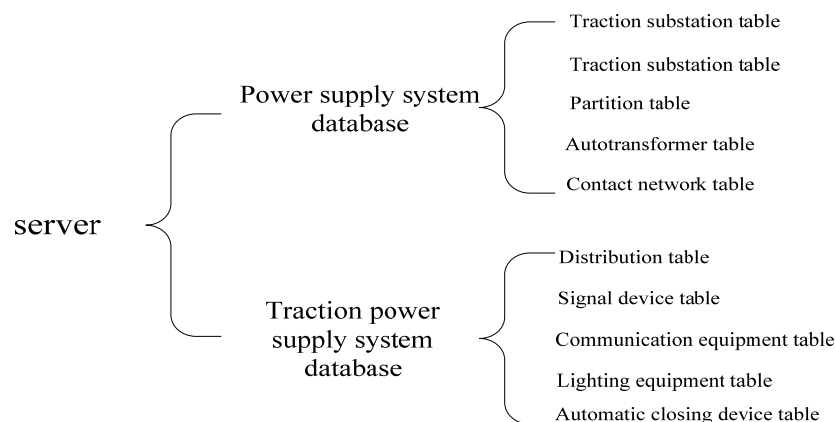 server
Power supply system
database
Traction substation table
Traction substation table
Partition table
Autotransformer table
Contact network table
Traction power
supply system
database
Distribution table
Signal device table
Communication equipment table
Lighting equipment table
Automatic closing device table